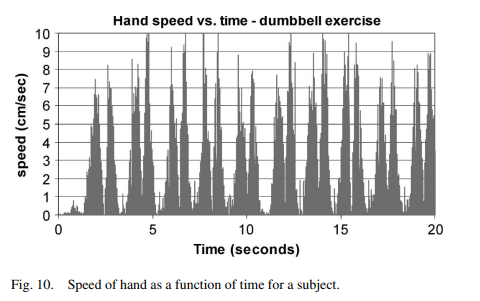 Hand speed vs. time - dumbbell exercise
10
9
8
7
6
5
4
3
2
1
0
speed (cm/sec)
0 5 10 15 20
Time (seconds)
Fig. 10. Speed of hand as a function of time for a subject.